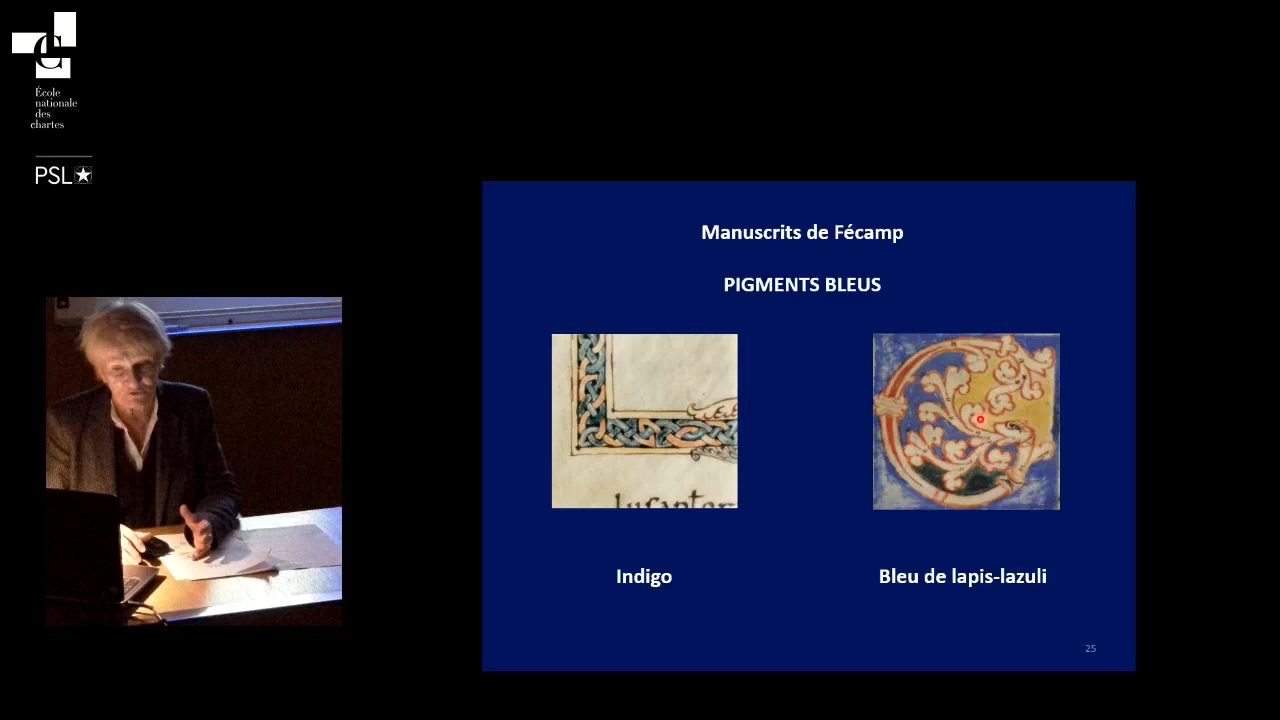 École
nationale
des
chartes
PSL
Manuscrits de Fécamp
PIGMENTS BLEUS
Indigo
Bleu de lapis-lazuli
25